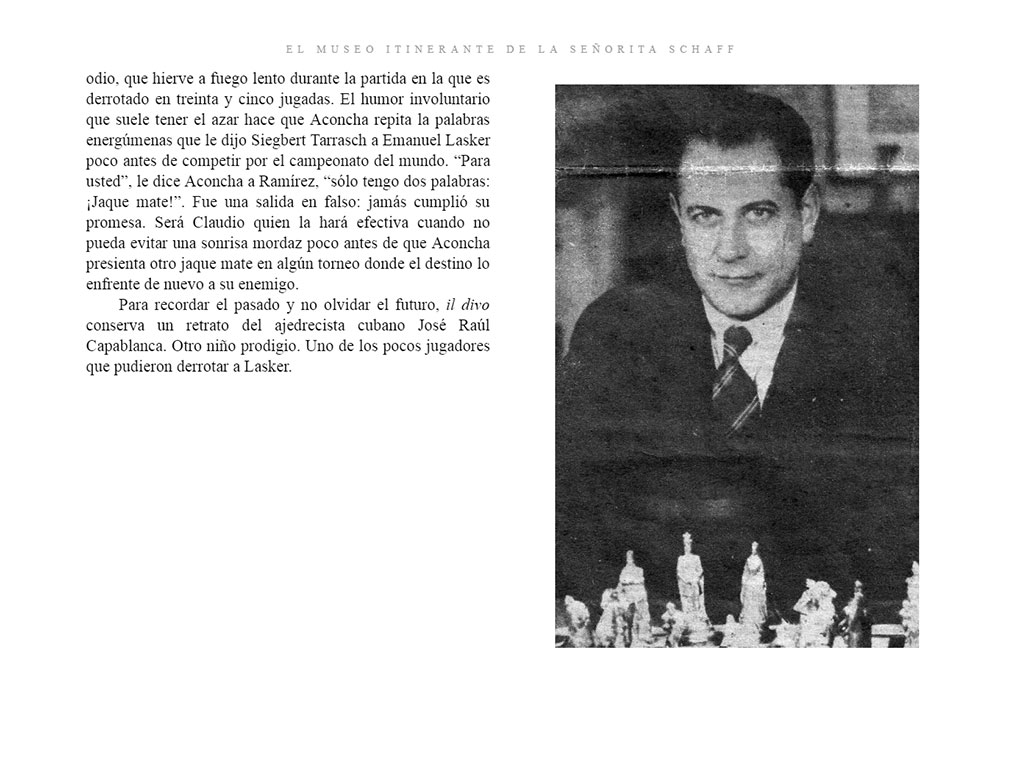 EL MUSEO ITINERANTE DE LA SEÑORITA SCHAFF
odio, que hierve a fuego lento durante la partida en la que es
derrotado en treinta y cinco jugadas. El humor involuntario
que suele tener el azar hace que Aconcha repita la palabras
energúmenas que le dijo Siegbert Tarrasch a Emanuel Lasker
poco antes de competir por el campeonato del mundo. “Para
usted”, le dice Aconcha a Ramírez, “sólo tengo dos palabras:
¡Jaque mate!”. Fue una salida en falso: jamás cumplió su
promesa. Será Claudio quien la hará efectiva cuando no
pueda evitar una sonrisa mordaz poco antes de que Aconcha
presienta otro jaque mate en algún torneo donde el destino lo
enfrente de nuevo a su enemigo.
Para recordar el pasado y no olvidar el futuro, il divo
conserva un retrato del ajedrecista cubano José Raúl
Capablanca. Otro niño prodigio. Uno de los pocos jugadores
que pudieron derrotar a Lasker.